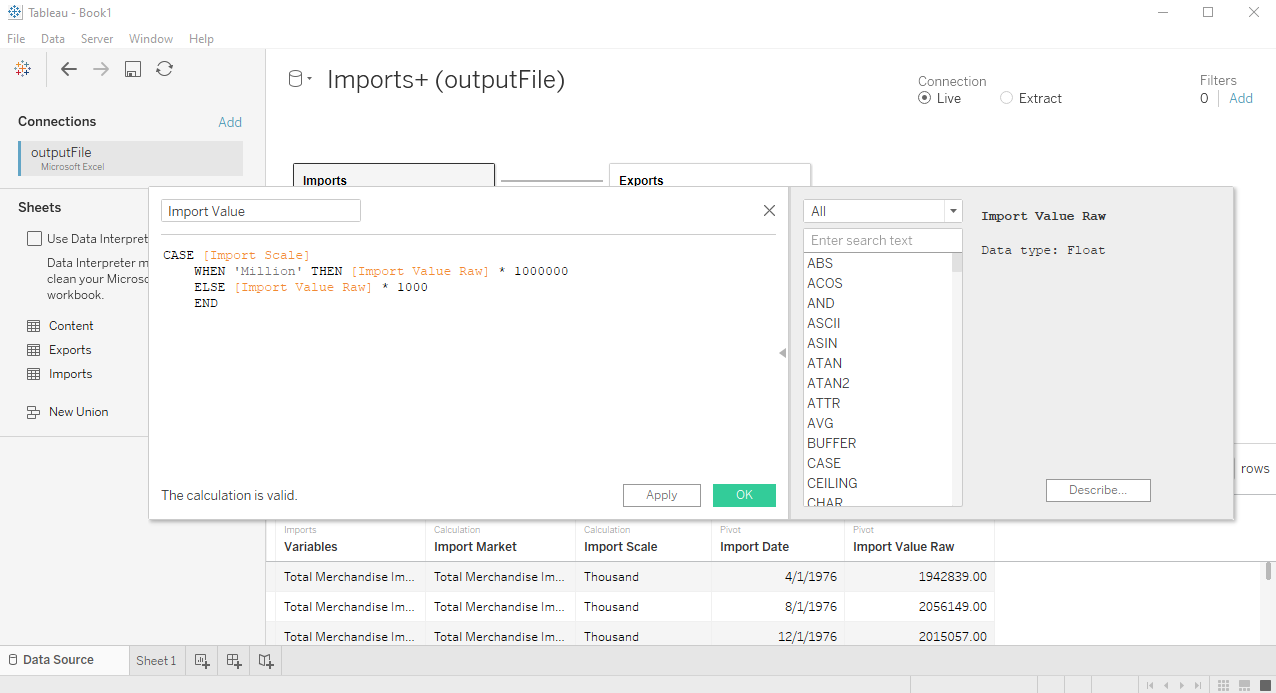 Tableau - Book1
File Data Server Window Help
Imports+ (outputFile)
Connection
Live Extract
Filters
0 Add
Connections Add
outputFile
Microsoft Excel
Imports
Exports
Sheets
Use Data Interpret
Data Interpreter m
clean your Microso
workbook.
Content
Exports
Imports
New Union
Import Value
CASE [Import Scale]
WHEN 'Million' THEN [Import Value Raw] * 1000000
ELSE [Import Value Raw] * 1000
END
The calculation is valid.
Apply
OK
All
Enter search text
ABS
ACOS
AND
ASCII
ASIN
ATAN
ATAN2
ATTR
AVG
BUFFER
CASE
CEILING
CHAR
Import Value Raw
Data type: Float
Describe...
rows
Imports Calculation Calculation Pivot Pivot
Variables Import Market Import Scale Import Date Import Value Raw
Total Merchandise Im... Total Merchandise Im... Thousand 4/1/1976 1942839.00
Total Merchandise Im... Total Merchandise Im... Thousand 8/1/1976 2056149.00
Total Merchandise Im... Total Merchandise Im... Thousand 12/1/1976 2015057.00
Data Source Sheet 1